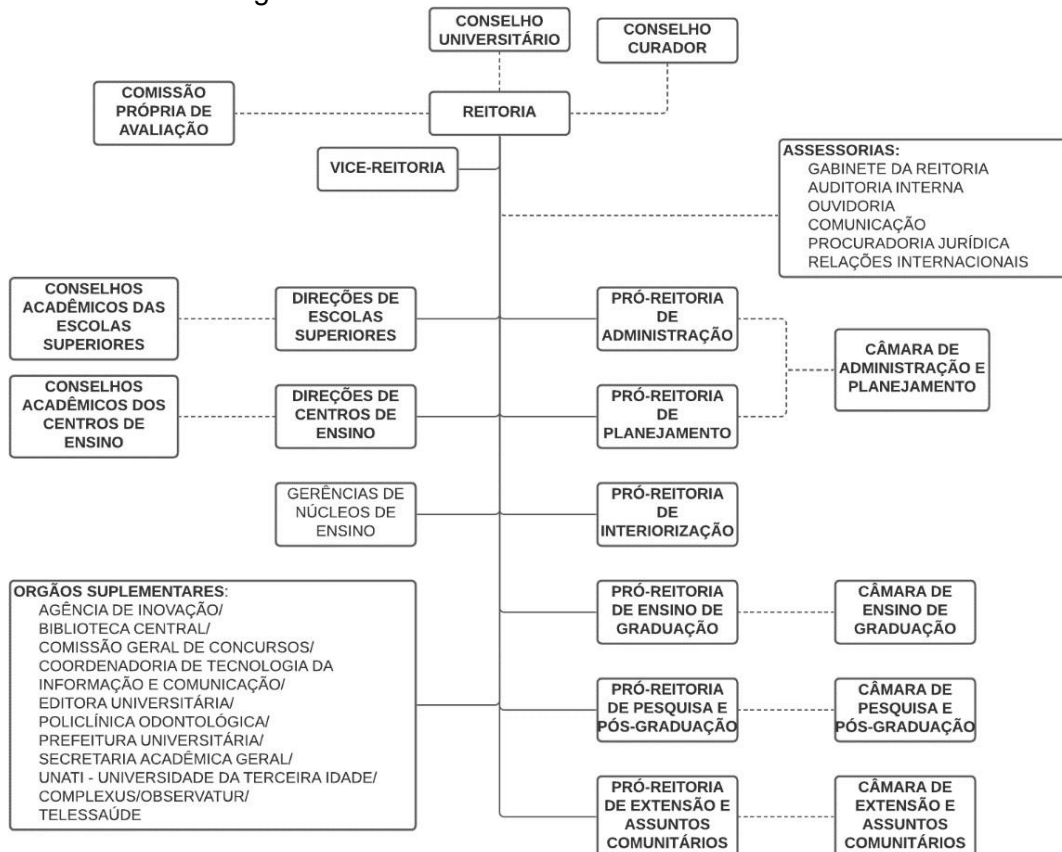 CONSELHO
UNIVERSITÁRIO
CONSELHO
CURADOR
COMISSÃO
PRÓPRIA DE
AVALIAÇÃO
REITORIA
VICE-REITORIA
ASSESSORIAS:
GABINETE DA REITORIA
AUDITORIA INTERNA
OUVIDORIA
COMUNICAÇÃO
PROCURADORIA JURÍDICA
RELAÇÕES INTERNACIONAIS
CONSELHOS
ACADÊMICOS DAS
ESCOLAS
SUPERIORES
DIREÇÕES DE
ESCOLAS
SUPERIORES
PRÓ-REITORIA
DE
ADMINISTRAÇÃO
CÂMARA DE
ADMINISTRAÇÃO E
PLANEJAMENTO
CONSELHOS
ACADÊMICOS DOS
CENTROS DE
ENSINO
DIREÇÕES DE
CENTROS DE
ENSINO
PRÓ-REITORIA
DE
PLANEJAMENTO
GERÊNCIAS DE
NÚCLEOS DE
ENSINO
PRÓ-REITORIA
DE
INTERIORIZAÇÃO
ORGÃOS SUPLEMENTARES:
AGÊNCIA DE INOVAÇÃO/
BIBLIOTECA CENTRAL/
COMISSÃO GERAL DE CONCURSOS/
COORDENADORIA DE TECNOLOGIA DA
INFORMAÇÃO E COMUNICAÇÃO/
EDITORA UNIVERSITÁRIA/
POLICLÍNICA ODONTOLÓGICA/
PREFEITURA UNIVERSITÁRIA/
SECRETARIA ACADÊMICA GERAL/
UNATI - UNIVERSIDADE DA TERCEIRA IDADE/
COMPLEXUS/OBSERVATUR/
TELESSAÚDE
PRÓ-REITORIA
DE ENSINO DE
GRADUAÇÃO
CÂMARA DE
ENSINO DE
GRADUAÇÃO
PRÓ-REITORIA
DE PESQUISA E
PÓS-GRADUAÇÃO
CÂMARA DE
PESQUISA E
PÓS-GRADUAÇÃO
PRÓ-REITORIA
DE EXTENSÃO E
ASSUNTOS
COMUNITÁRIOS
CÂMARA DE
EXTENSÃO E
ASSUNTOS
COMUNITÁRIOS